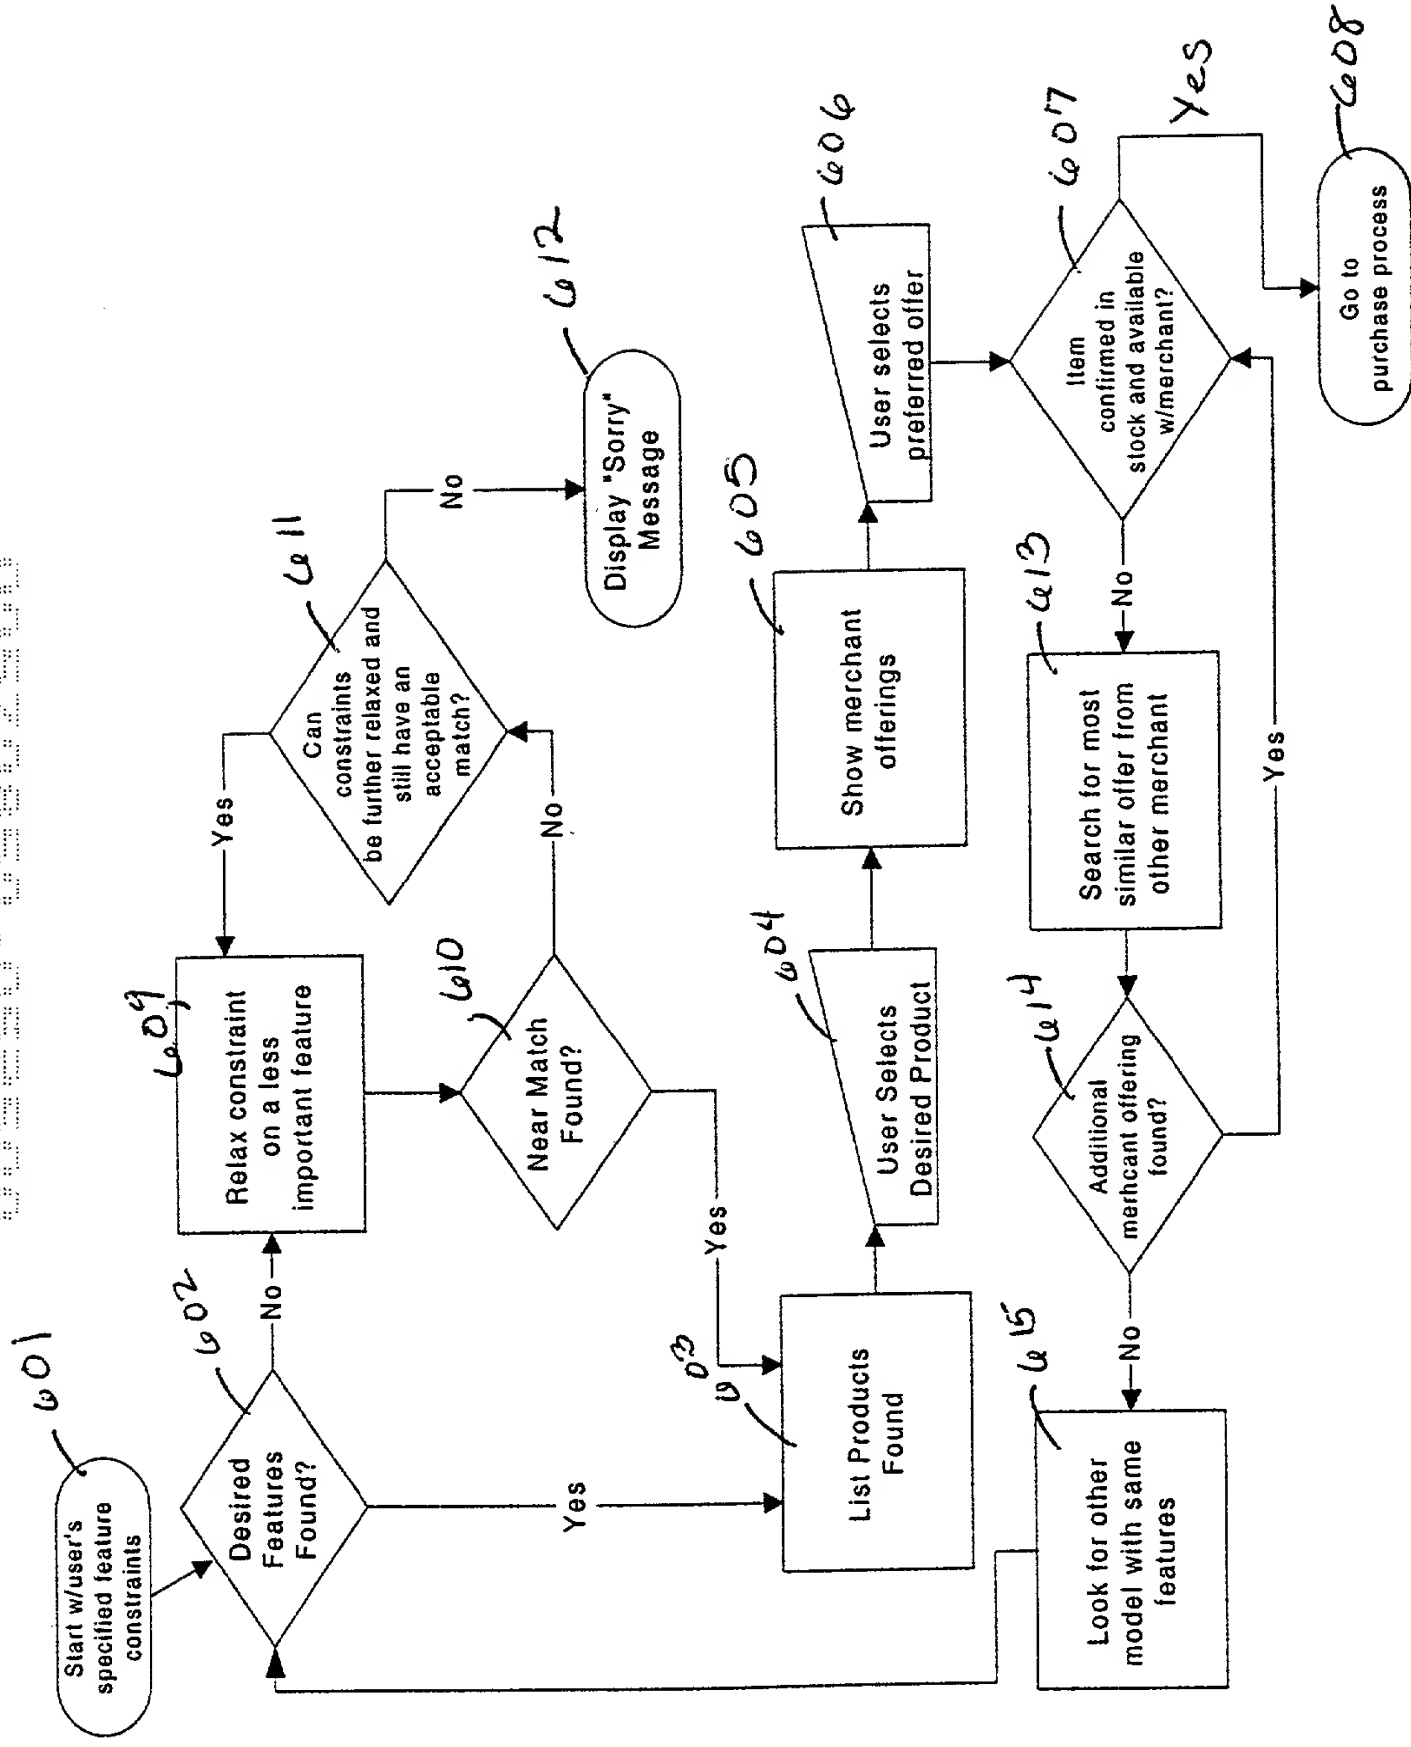 601
Start w/user's
specified feature
constraints
602
Desired
Features
Found?
No
Yes
609
Relax constraint
on a less
important feature
610
Near Match
Found?
No
Yes
611
Can
constraints
be further relaxed and
still have an
acceptable
match?
Yes
No
612
Display "Sorry"
Message
603
List Products
Found
604
User Selects
Desired Product
605
Show merchant
offerings
606
User selects
preferred offer
607
Item
confirmed in
stock and available
w/merchant?
Yes
No
608
Go to
purchase process
613
Search for most
similar offer from
other merchant
614
Additional
merhcant offering
found?
Yes
No
615
Look for other
model with same
features